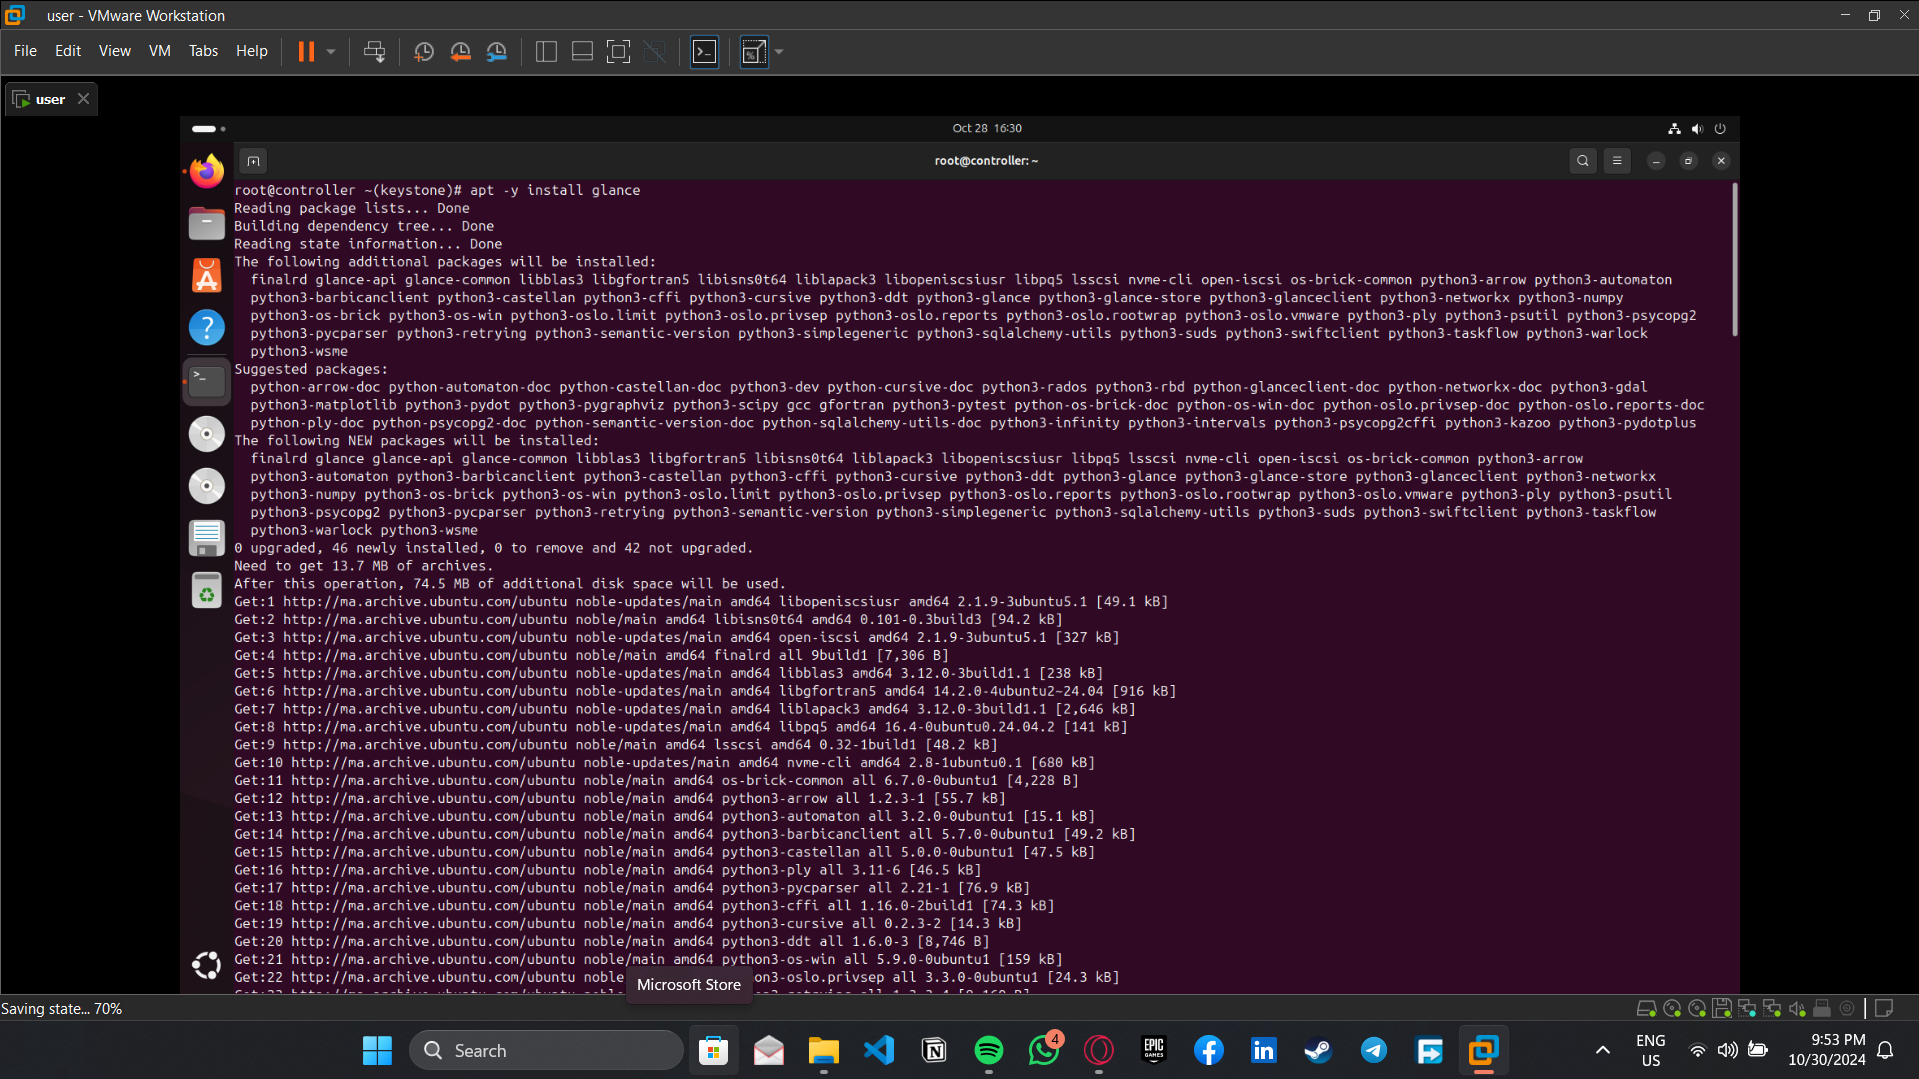 user - VMware Workstation
File Edit View VM Tabs Help
user
Oct 28 16:30
root@controller: ~
root@controller ~(keystone)# apt -y install glance
Reading package lists... Done
Building dependency tree... Done
Reading state information... Done
The following additional packages will be installed:
finalrd glance-api glance-common libblas3 libgfortran5 libisns0t64 liblapack3 libopeniscsiusr libpq5 lsscsi nvme-cli open-iscsi os-brick-common python3-arrow python3-automaton
python3-barbicanclient python3-castellan python3-cffi python3-cursive python3-ddt python3-glance python3-glance-store python3-glanceclient python3-networkx python3-numpy
python3-os-brick python3-os-win python3-oslo.limit python3-oslo.privsep python3-oslo.reports python3-oslo.rootwrap python3-oslo.vmware python3-ply python3-psutil python3-psycopg2
python3-pycparser python3-retrying python3-semantic-version python3-simplegeneric python3-sqlalchemy-utils python3-suds python3-swiftclient python3-taskflow python3-warlock
python3-wsme
Suggested packages:
python-arrow-doc python-automaton-doc python-castellan-doc python3-dev python-cursive-doc python3-rados python3-rbd python-glanceclient-doc python-networkx-doc python3-gdal
python3-matplotlib python3-pydot python3-pygraphviz python3-scipy gcc gfortran python3-pytest python-os-brick-doc python-os-win-doc python-oslo.privsep-doc python-oslo.reports-doc
python-ply-doc python-psycopg2-doc python-semantic-version-doc python-sqlalchemy-utils-doc python3-infinity python3-intervals python3-psycopg2cffi python3-kazoo python3-pydotplus
The following NEW packages will be installed:
finalrd glance glance-api glance-common libblas3 libgfortran5 libisns0t64 liblapack3 libopeniscsiusr libpq5 lsscsi nvme-cli open-iscsi os-brick-common python3-arrow
python3-automaton python3-barbicanclient python3-castellan python3-cffi python3-cursive python3-ddt python3-glance python3-glance-store python3-glanceclient python3-networkx
python3-numpy python3-os-brick python3-os-win python3-oslo.limit python3-oslo.privsep python3-oslo.reports python3-oslo.rootwrap python3-oslo.vmware python3-ply python3-psutil
python3-psycopg2 python3-pycparser python3-retrying python3-semantic-version python3-simplegeneric python3-sqlalchemy-utils python3-suds python3-swiftclient python3-taskflow
python3-warlock python3-wsme
0 upgraded, 46 newly installed, 0 to remove and 42 not upgraded.
Need to get 13.7 MB of archives.
After this operation, 74.5 MB of additional disk space will be used.
Get:1 http://ma.archive.ubuntu.com/ubuntu noble-updates/main amd64 libopeniscsiusr amd64 2.1.9-3ubuntu5.1 [49.1 kB]
Get:2 http://ma.archive.ubuntu.com/ubuntu noble/main amd64 libisns0t64 amd64 0.101-0.3build3 [94.2 kB]
Get:3 http://ma.archive.ubuntu.com/ubuntu noble-updates/main amd64 open-iscsi amd64 2.1.9-3ubuntu5.1 [327 kB]
Get:4 http://ma.archive.ubuntu.com/ubuntu noble/main amd64 finalrd all 9build1 [7,306 B]
Get:5 http://ma.archive.ubuntu.com/ubuntu noble-updates/main amd64 libblas3 amd64 3.12.0-3build1.1 [238 kB]
Get:6 http://ma.archive.ubuntu.com/ubuntu noble-updates/main amd64 libgfortran5 amd64 14.2.0-4ubuntu2~24.04 [916 kB]
Get:7 http://ma.archive.ubuntu.com/ubuntu noble-updates/main amd64 liblapack3 amd64 3.12.0-3build1.1 [2,646 kB]
Get:8 http://ma.archive.ubuntu.com/ubuntu noble-updates/main amd64 libpq5 amd64 16.4-0ubuntu0.24.04.2 [141 kB]
Get:9 http://ma.archive.ubuntu.com/ubuntu noble/main amd64 lsscsi amd64 0.32-1build1 [48.2 kB]
Get:10 http://ma.archive.ubuntu.com/ubuntu noble-updates/main amd64 nvme-cli amd64 2.8-1ubuntu0.1 [680 kB]
Get:11 http://ma.archive.ubuntu.com/ubuntu noble/main amd64 os-brick-common all 6.7.0-0ubuntu1 [4,228 B]
Get:12 http://ma.archive.ubuntu.com/ubuntu noble/main amd64 python3-arrow all 1.2.3-1 [55.7 kB]
Get:13 http://ma.archive.ubuntu.com/ubuntu noble/main amd64 python3-automaton all 3.2.0-0ubuntu1 [15.1 kB]
Get:14 http://ma.archive.ubuntu.com/ubuntu noble/main amd64 python3-barbicanclient all 5.7.0-0ubuntu1 [49.2 kB]
Get:15 http://ma.archive.ubuntu.com/ubuntu noble/main amd64 python3-castellan all 5.0.0-0ubuntu1 [47.5 kB]
Get:16 http://ma.archive.ubuntu.com/ubuntu noble/main amd64 python3-ply all 3.11-6 [46.5 kB]
Get:17 http://ma.archive.ubuntu.com/ubuntu noble/main amd64 python3-pycparser all 2.21-1 [76.9 kB]
Get:18 http://ma.archive.ubuntu.com/ubuntu noble/main amd64 python3-cffi all 1.16.0-2build1 [74.3 kB]
Get:19 http://ma.archive.ubuntu.com/ubuntu noble/main amd64 python3-cursive all 0.2.3-2 [14.3 kB]
Get:20 http://ma.archive.ubuntu.com/ubuntu noble/main amd64 python3-ddt all 1.6.0-3 [8,746 B]
Get:21 http://ma.archive.ubuntu.com/ubuntu noble/main amd64 python3-os-win all 5.9.0-0ubuntu1 [159 kB]
Get:22 http://ma.archive.ubuntu.com/ubuntu noble on3-oslo.privsep all 3.3.0-0ubuntu1 [24.3 kB]
Microsoft Store
Saving state... 70%
Search
4
EPIC GAMES
ENG
US
9:53 PM
10/30/2024